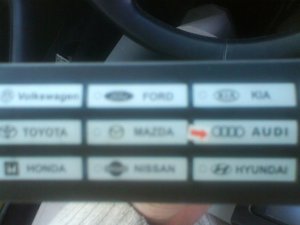 Volkswagen FORD KIA
TOYOTA MAZDA AUDI
HONDA NISSAN HYUNDAI